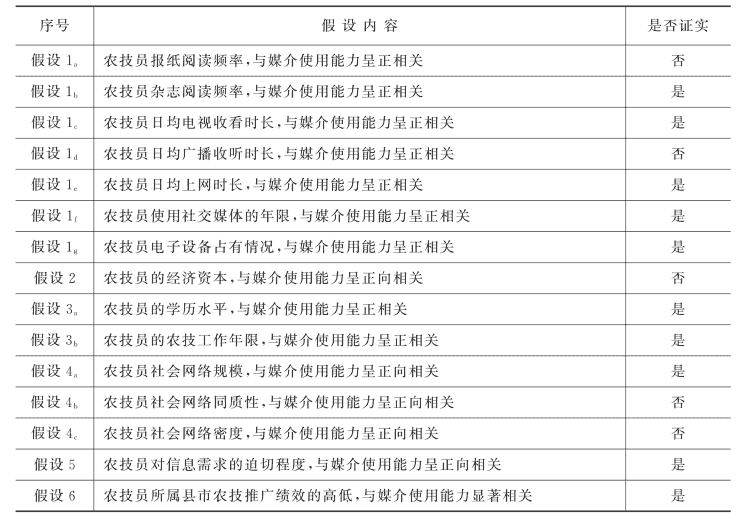 序号 假设内容 是否证实
假设1a 农技员报纸阅读频率,与媒介使用能力呈正相关 否
假设1b 农技员杂志阅读频率,与媒介使用能力呈正相关 是
假设1c 农技员日均电视收看时长,与媒介使用能力呈正相关 是
假设1d 农技员日均广播收听时长,与媒介使用能力呈正相关 否
假设1e 农技员日均上网时长,与媒介使用能力呈正相关 是
假设1f 农技员使用社交媒体的年限,与媒介使用能力呈正相关 是
假设1g 农技员电子设备占有情况,与媒介使用能力呈正相关 是
假设2 农技员的经济资本,与媒介使用能力呈正向相关 否
假设3a 农技员的学历水平,与媒介使用能力呈正相关 是
假设3b 农技员的农技工作年限,与媒介使用能力呈正相关 是
假设4a 农技员社会网络规模,与媒介使用能力呈正向相关 是
假设4b 农技员社会网络同质性,与媒介使用能力呈正向相关 否
假设4c 农技员社会网络密度,与媒介使用能力呈正向相关 否
假设5 农技员对信息需求的迫切程度,与媒介使用能力呈正向相关 是
假设6 农技员所属县市农技推广绩效的高低,与媒介使用能力显著相关 是